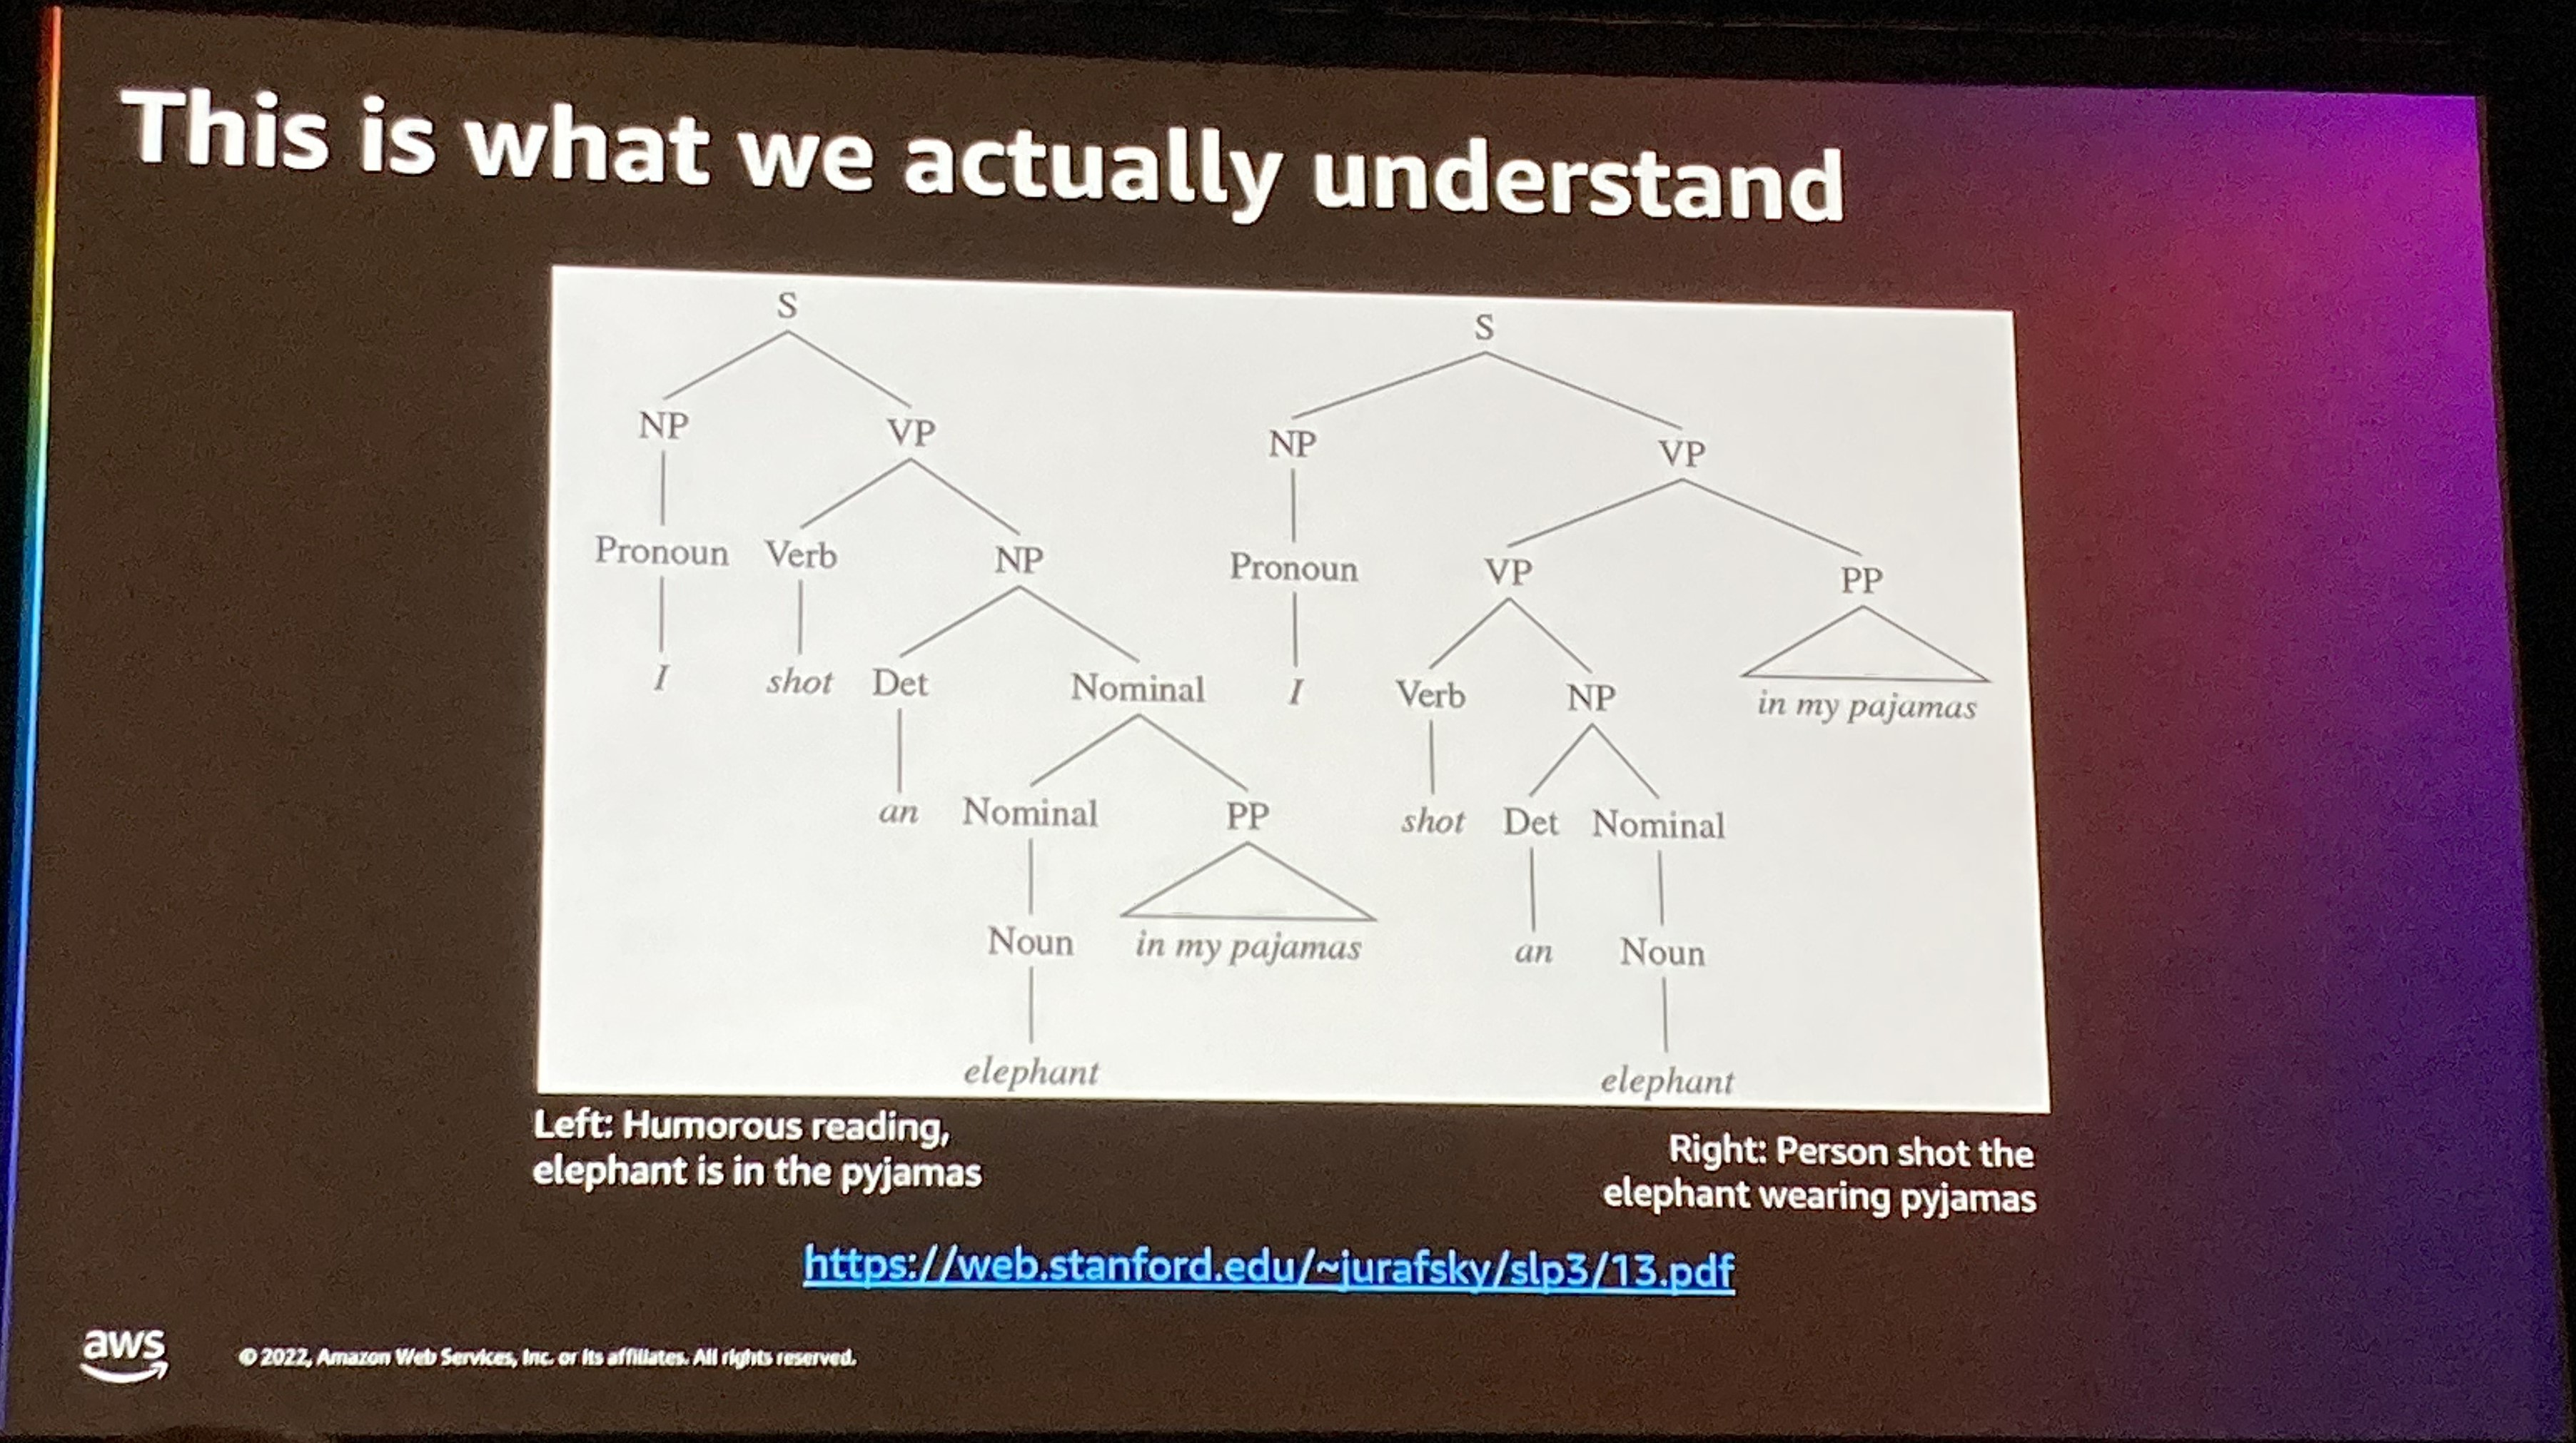 This is what we actually understand
S
S
NP
VP
NP
VP
Pronoun
Verb
NP
Pronoun
VP
PP
I
shot
Det
Nominal
I
Verb
NP
in my pajamas
an
Nominal
PP
shot
Det
Nominal
Noun
in my pajamas
an
Noun
elephant
elephant
Left: Humorous reading,
elephant is in the pyjamas
Right: Person shot the
elephant wearing pyjamas
https://web.stanford.edu/~jurafsky/slp3/13.pdf
aws
© 2022, Amazon Web Services, Inc. or its affiliates. All rights reserved.